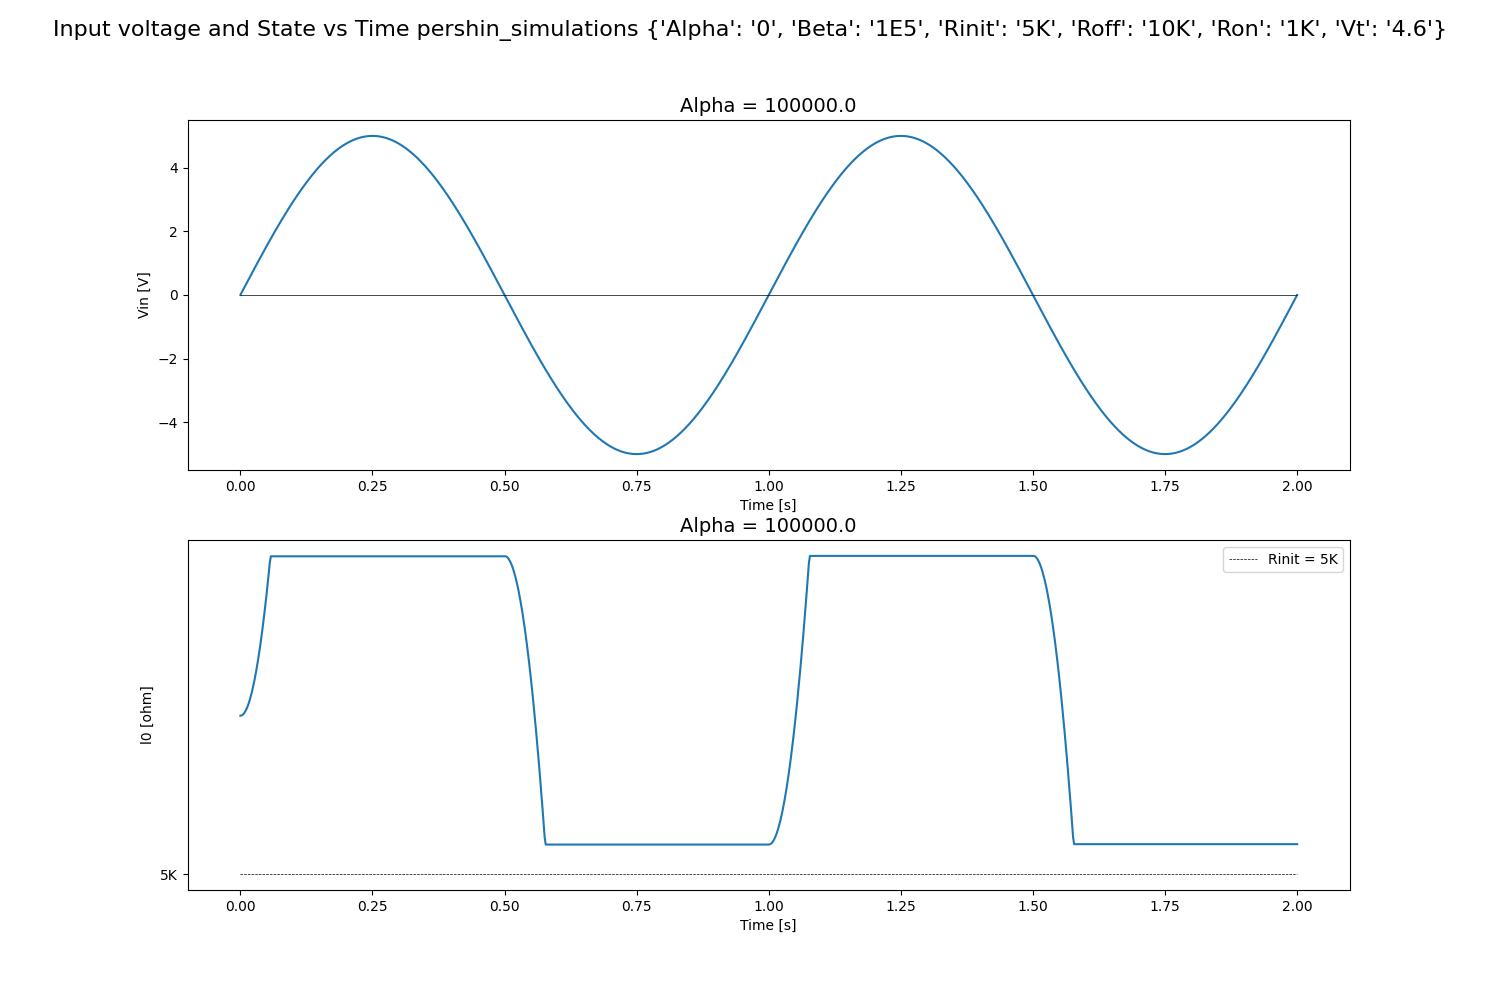 Input voltage and State vs Time pershin_simulations {'Alpha': '0', 'Beta': '1E5', 'Rinit': '5K', 'Roff': '10K', 'Ron': '1K', 'Vt': '4.6'}
Alpha = 100000.0
4
2
0
−2
−4
Vin [V]
0.00 0.25 0.50 0.75 1.00 1.25 1.50 1.75 2.00
Time [s]
Alpha = 100000.0
Rinit = 5K
l0 [ohm]
5K
0.00 0.25 0.50 0.75 1.00 1.25 1.50 1.75 2.00
Time [s]